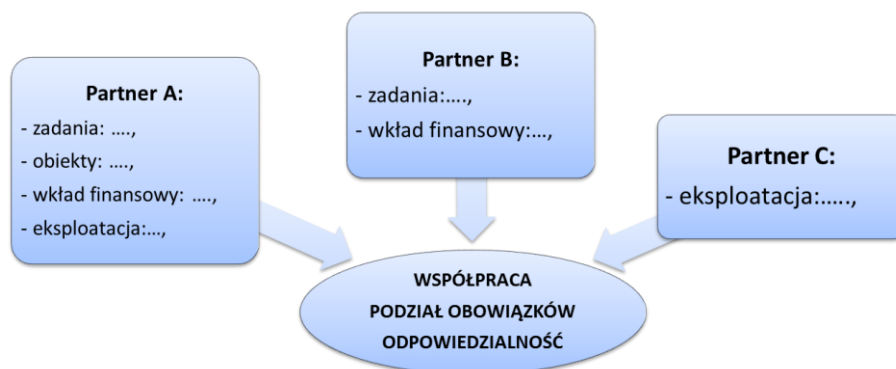 Partner A:
- zadania: ….,
- obiekty: ….,
- wkład finansowy: ….,
- eksploatacja:…,
Partner B:
- zadania:….,
- wkład finansowy:…,
Partner C:
- eksploatacja:…..,
WSPÓŁPRACA
PODZIAŁ OBOWIĄZKÓW
ODPOWIEDZIALNOŚĆ